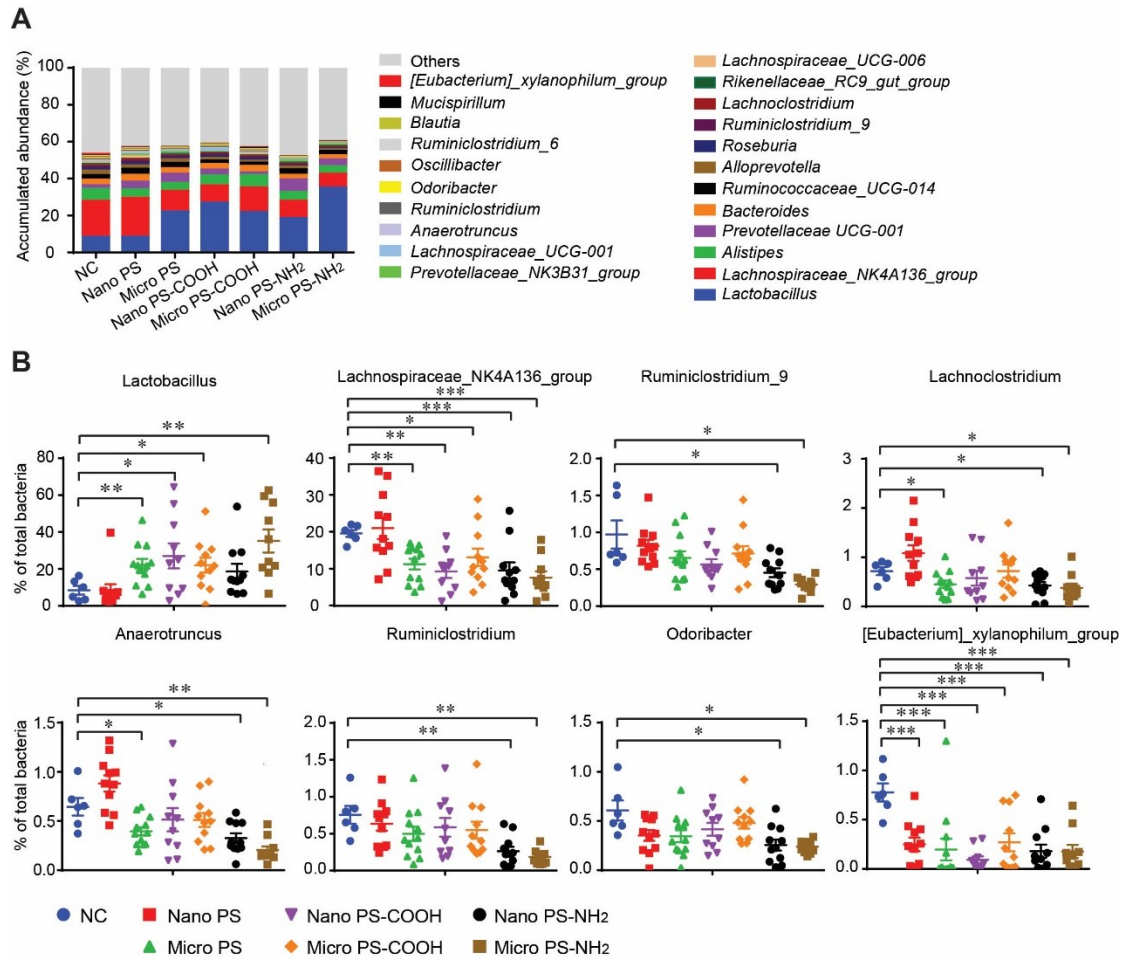 A
Accumulated abundance (%)
100
80
60
40
20
0
NC
Nano PS
Micro PS
Nano PS-COOH
Micro PS-COOH
Nano PS-NH2
Micro PS-NH2
Others
[Eubacterium]_xylanophilum_group
Mucispirillum
Blautia
Ruminiclostridium_6
Oscillibacter
Odoribacter
Ruminiclostridium
Anaerotruncus
Lachnospiraceae_UCG-001
Prevotellaceae_NK3B31_group
Lachnospiraceae_UCG-006
Rikenellaceae_RC9_gut_group
Lachnoclostridium
Ruminiclostridium_9
Roseburia
Alloprevotella
Ruminococcaceae_UCG-014
Bacteroides
Prevotellaceae UCG-001
Alistipes
Lachnospiraceae_NK4A136_group
Lactobacillus
B
Lactobacillus
**
*
*
**
% of total bacteria
80
60
40
20
0
Lachnospiraceae_NK4A136_group
***
***
*
**
**
40
30
20
10
0
Ruminiclostridium_9
*
*
2.0
1.5
1.0
0.5
0.0
Lachnoclostridium
*
*
*
3
2
1
0
Anaerotruncus
**
*
*
% of total bacteria
1.5
1.0
0.5
0.0
Ruminiclostridium
**
**
2.0
1.5
1.0
0.5
0.0
Odoribacter
*
*
1.5
1.0
0.5
0.0
[Eubacterium]_xylanophilum_group
***
***
***
***
***
***
1.5
1.0
0.5
0.0
NC
Nano PS
Nano PS-COOH
Nano PS-NH2
Micro PS
Micro PS-COOH
Micro PS-NH2